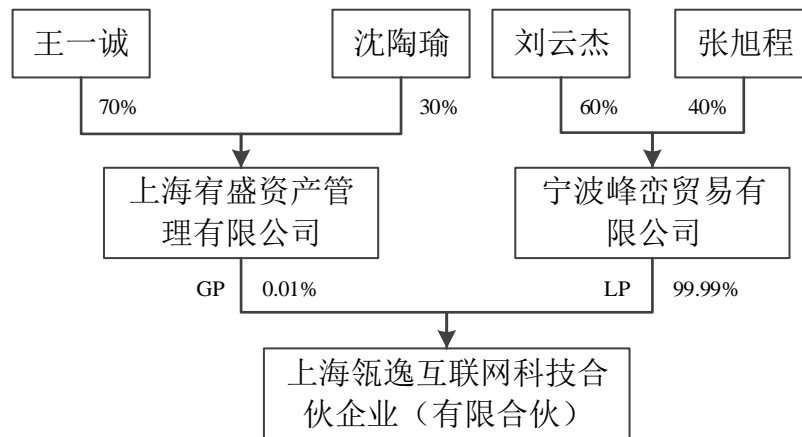 王一诚
沈陶瑜
刘云杰
张旭程
70%
30%
60%
40%
上海宥盛资产管
理有限公司
宁波峰峦贸易有
限公司
GP
0.01%
LP
99.99%
上海瓴逸互联网科技合
伙企业（有限合伙）